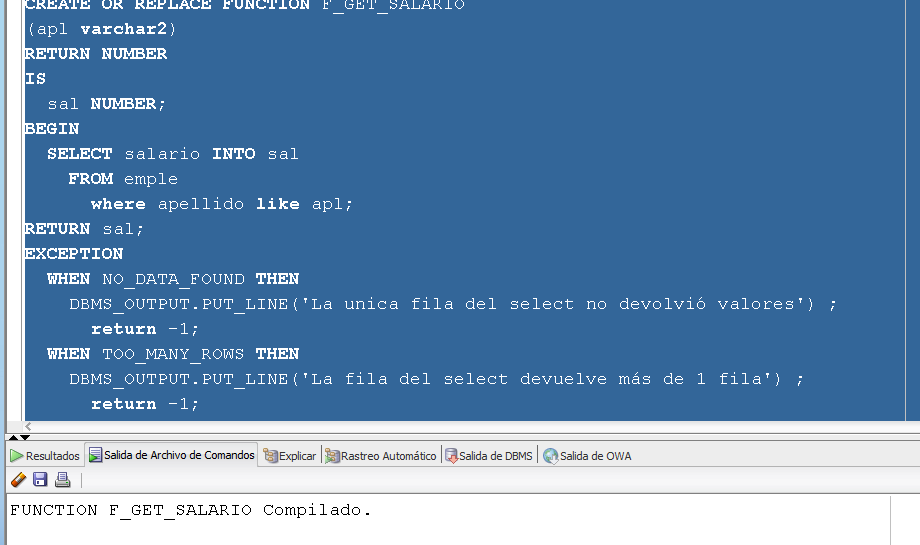 CREATE OR REPLACE FUNCTION F_GET_SALARIO
(apl varchar2)
RETURN NUMBER
IS
sal NUMBER;
BEGIN
SELECT salario INTO sal
FROM emple
where apellido like apl;
RETURN sal;
EXCEPTION
WHEN NO_DATA_FOUND THEN
DBMS_OUTPUT.PUT_LINE('La unica fila del select no devolvió valores') ;
return -1;
WHEN TOO_MANY_ROWS THEN
DBMS_OUTPUT.PUT_LINE('La fila del select devuelve más de 1 fila') ;
return -1;
Resultados Salida de Archivo de Comandos Explicar Rastreo Automático Salida de DBMS Salida de OWA
FUNCTION F_GET_SALARIO Compilado.